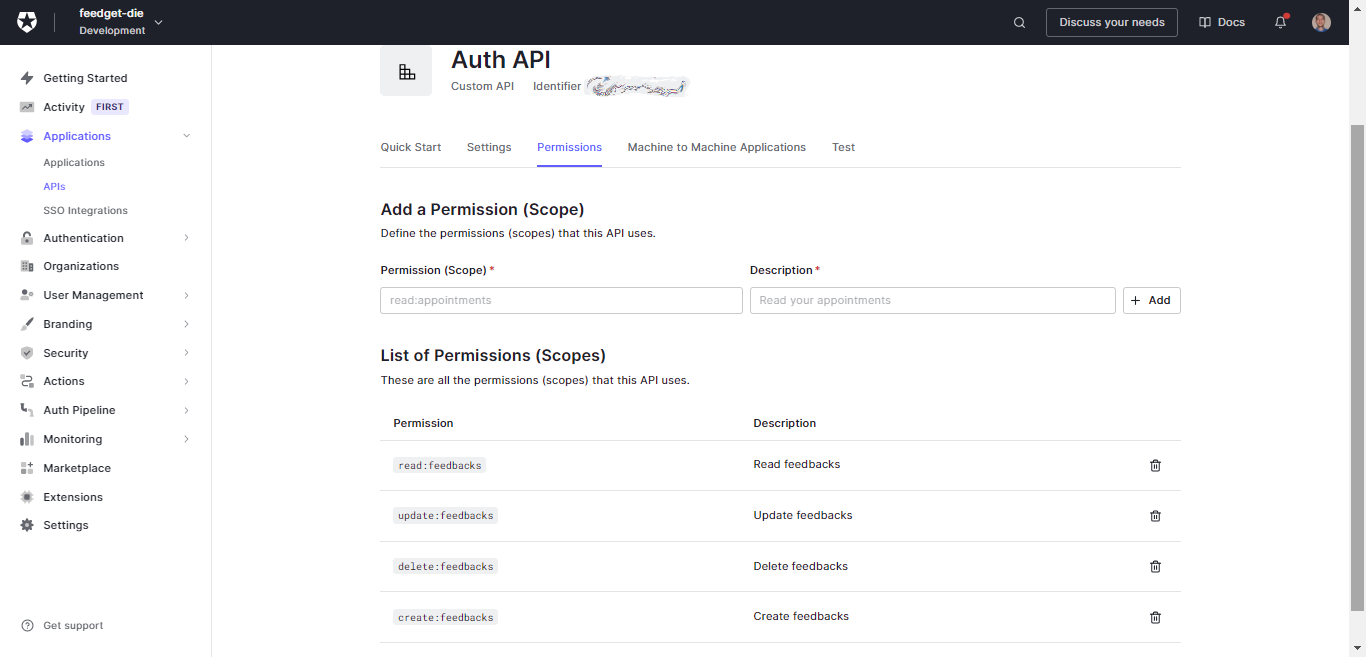 feedget-die
Development
Discuss your needs
Docs
Getting Started
Activity FIRST
Applications
Applications
APIs
SSO Integrations
Authentication
Organizations
User Management
Branding
Security
Actions
Auth Pipeline
Monitoring
Marketplace
Extensions
Settings
Get support
Auth API
Custom API Identifier
Quick Start Settings Permissions Machine to Machine Applications Test
Add a Permission (Scope)
Define the permissions (scopes) that this API uses.
Permission (Scope) * Description *
read:appointments Read your appointments + Add
List of Permissions (Scopes)
These are all the permissions (scopes) that this API uses.
Permission Description
read:feedbacks Read feedbacks
update:feedbacks Update feedbacks
delete:feedbacks Delete feedbacks
create:feedbacks Create feedbacks